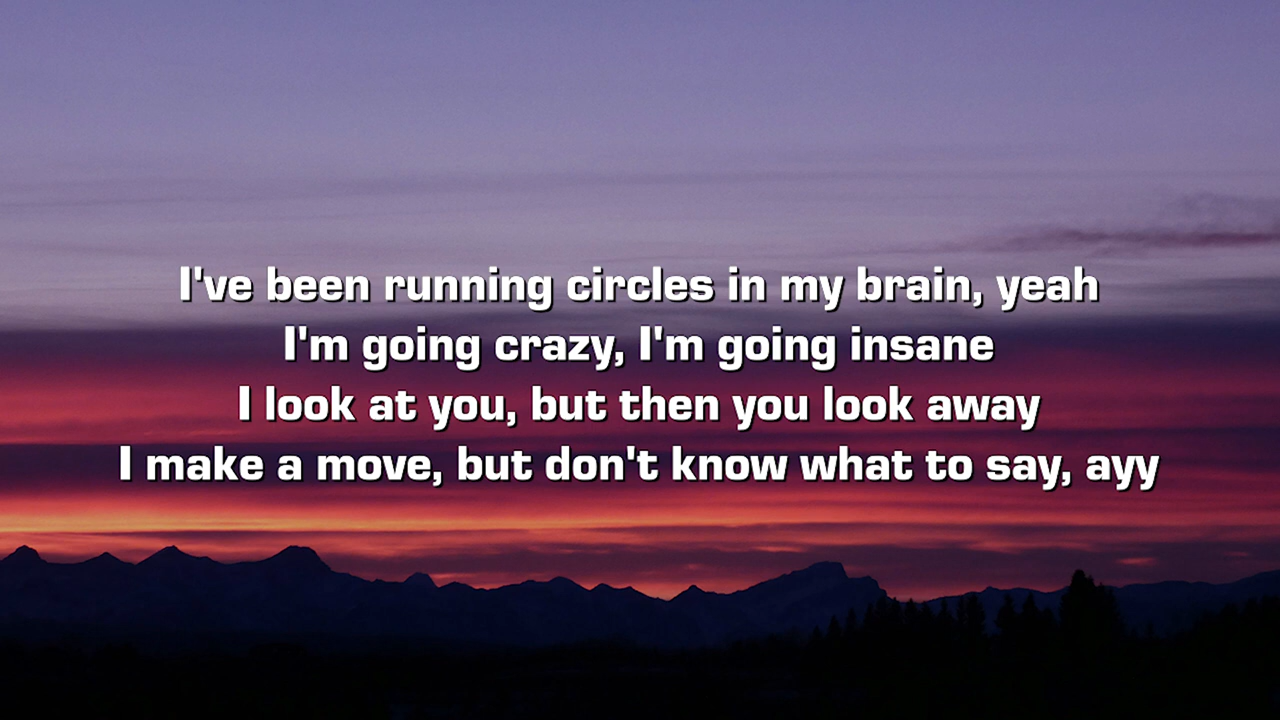 I've been running circles in my brain, yeah
I'm going crazy, I'm going insane
I look at you, but then you look away
I make a move, but don't know what to say, ayy